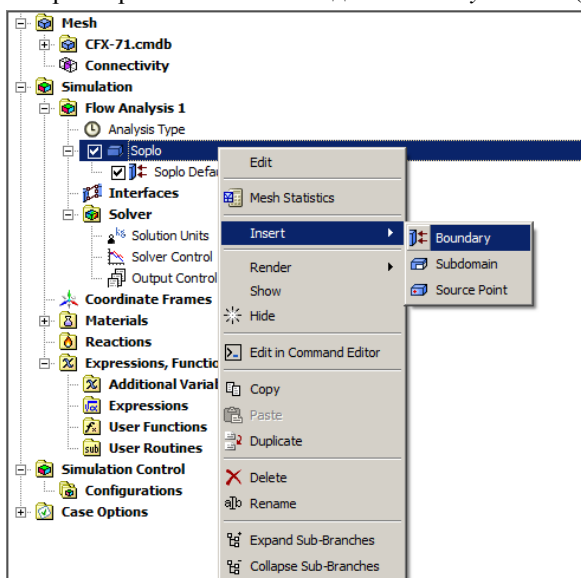 Mesh
CFX-71.cmdb
Connectivity
Simulation
Flow Analysis 1
Analysis Type
Soplo
Soplo Defau
Interfaces
Solver
Solution Units
Solver Control
Output Control
Coordinate Frames
Materials
Reactions
Expressions, Functio
Additional Variab
Expressions
User Functions
User Routines
Simulation Control
Configurations
Case Options
Edit
Mesh Statistics
Insert
Render
Show
Hide
Edit in Command Editor
Copy
Paste
Duplicate
Delete
Rename
Expand Sub-Branches
Collapse Sub-Branches
Boundary
Subdomain
Source Point